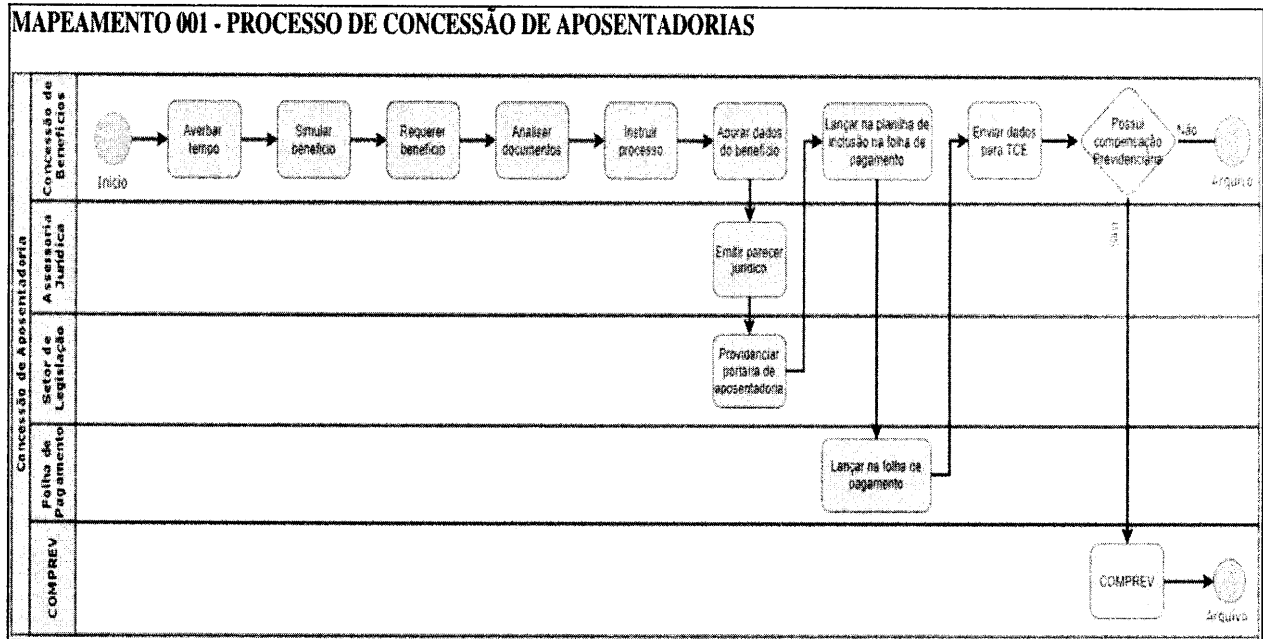 MAPEAMENTO 001 - PROCESSO DE CONCESSÃO DE APOSENTADORIAS
Cancessão de Aposentadoria
Concessão de
Benefícios
Início
Averbar
tempo
Simular
benefício
Requerer
benefício
Analisar
documentos
Instruir
processo
Apurar dados
do benefício
Lançar na planilha de
inclusão na folha de
pagamento
Enviar dados
para TCE
Possui
compensação
Previdenciária
Não
Arquivo
Sim
Assessoria
Jurídica
Emitir parecer
jurídico
Setor de
Legislação
Providenciar
portaria de
aposentadoria
Folha de
Pagamento
Lançar na folha de
pagamento
COMPREV
COMPREV
Arquivo